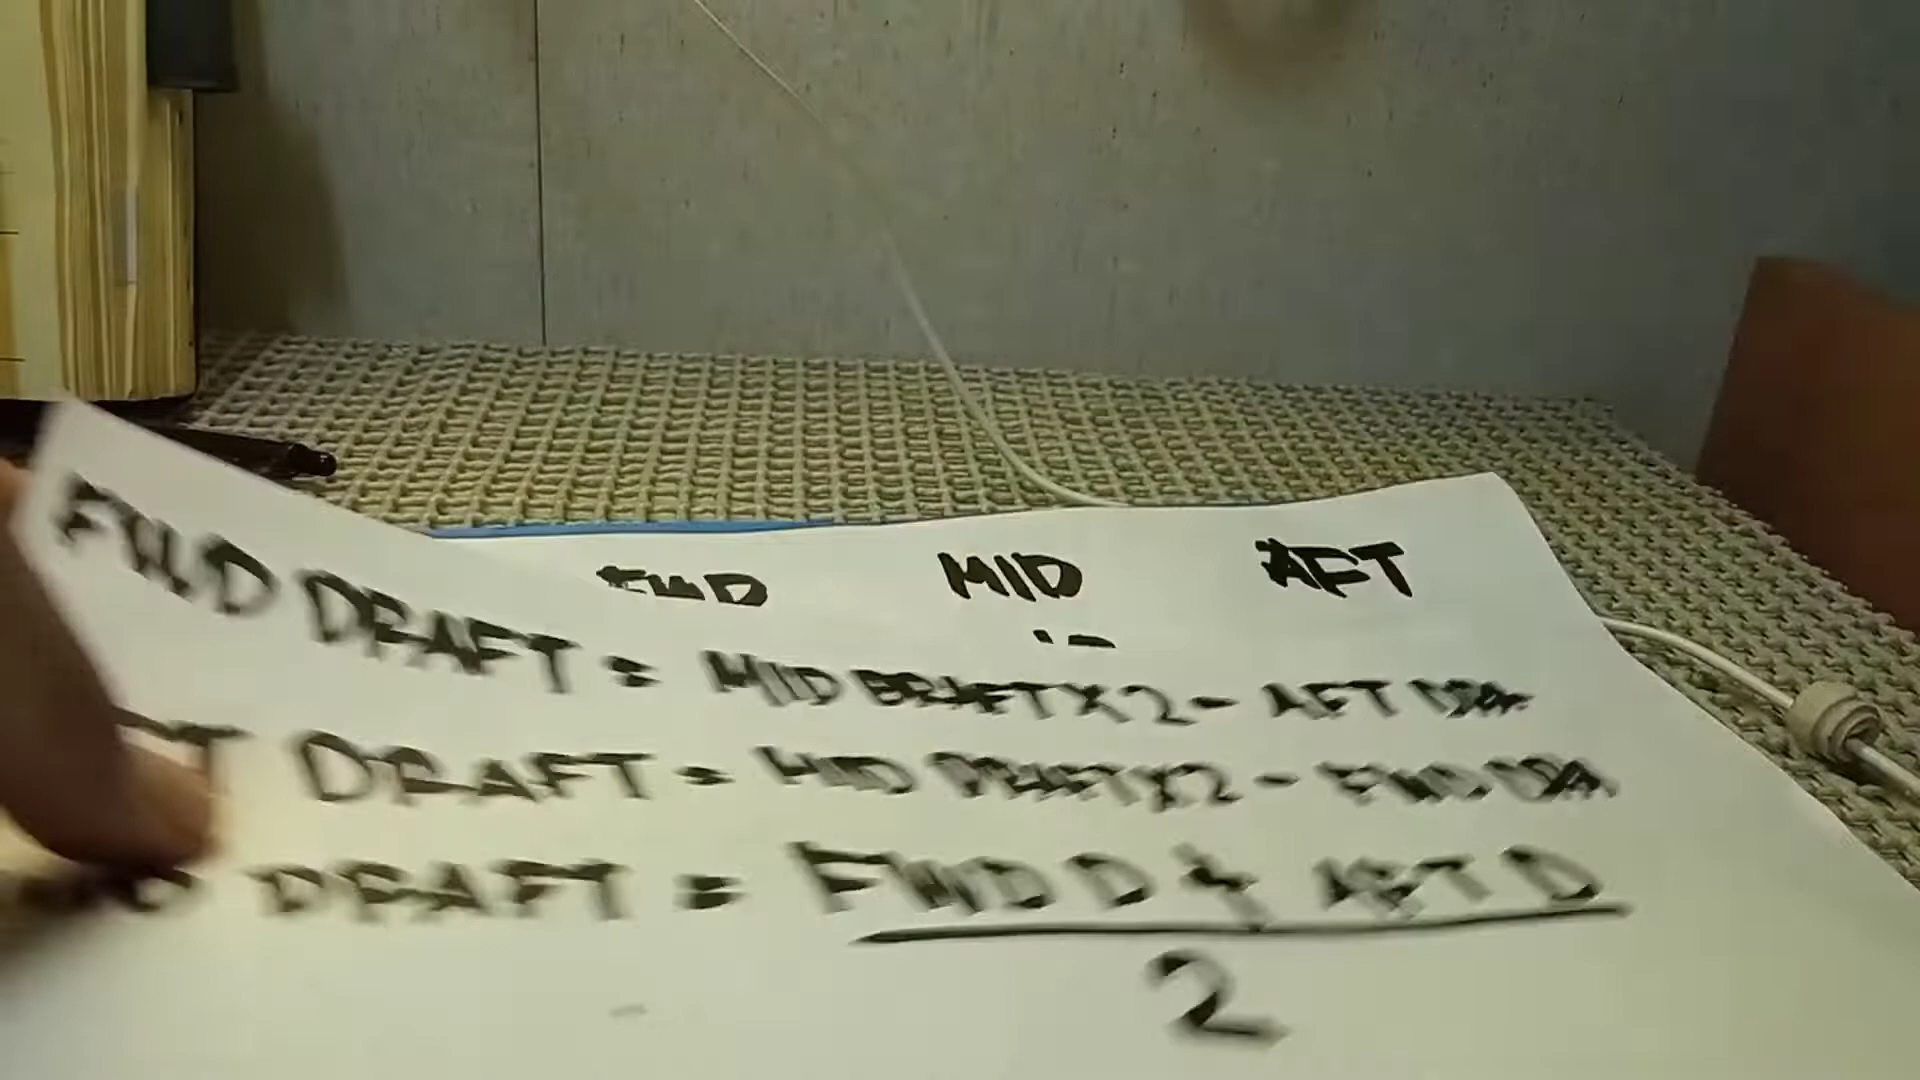 FWD MID AFT
FWD DRAFT = MID DRAFT X 2 - AFT DRA
DRAFT = MID DRAFT X 2 - FWD DRA
DRAFT = FWD D & AFT D
2